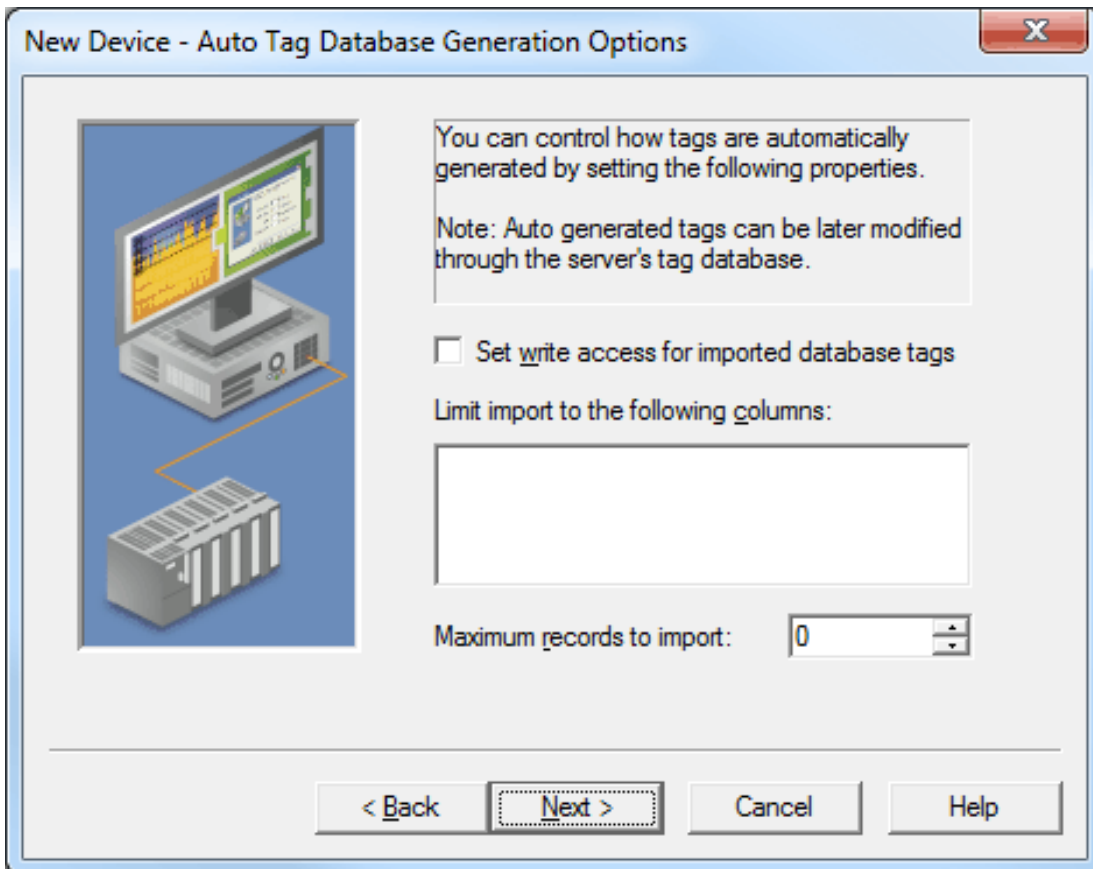 New Device - Auto Tag Database Generation Options
You can control how tags are automatically
generated by setting the following properties.
Note: Auto generated tags can be later modified
through the server's tag database.
Set write access for imported database tags
Limit import to the following columns:
Maximum records to import: 0
< Back Next > Cancel Help